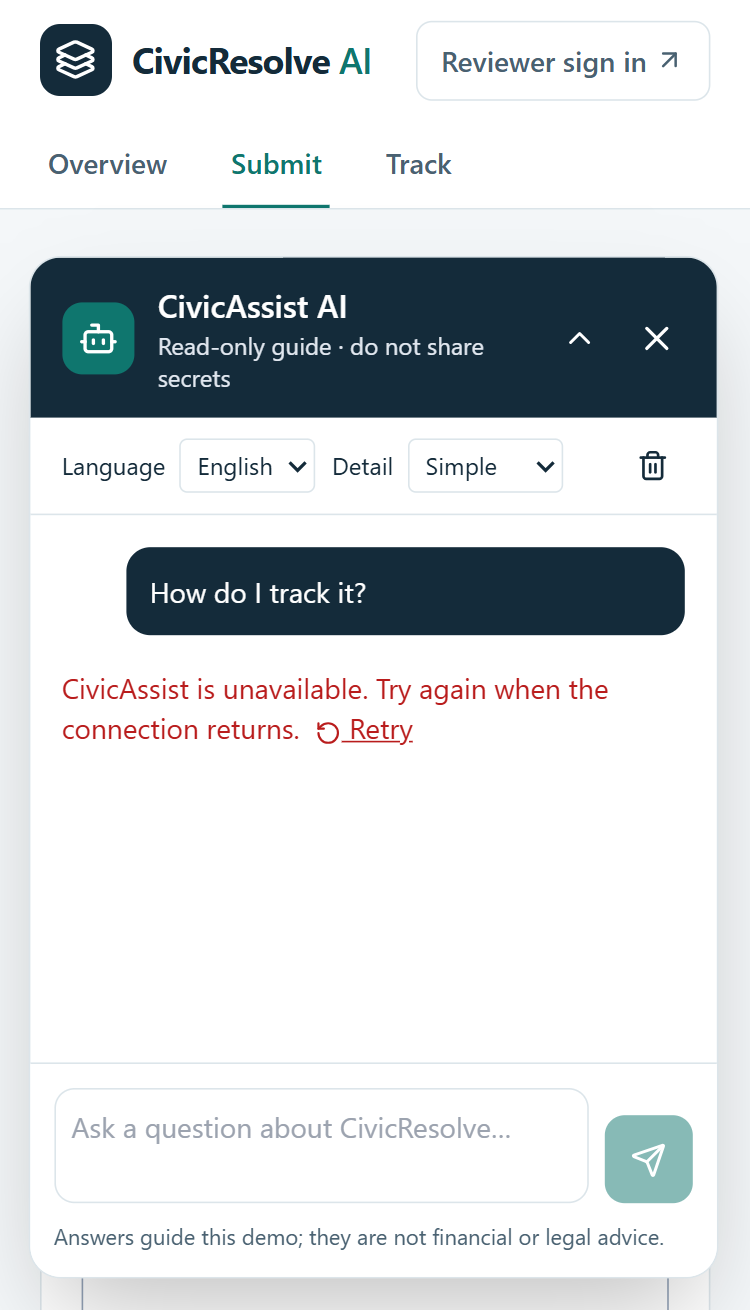 CivicResolve AI
Reviewer sign in
Overview
Submit
Track
CivicAssist AI
Read-only guide · do not share
secrets
Language
English
Detail
Simple
How do I track it?
CivicAssist is unavailable. Try again when the
connection returns. Retry
Ask a question about CivicResolve...
Answers guide this demo; they are not financial or legal advice.